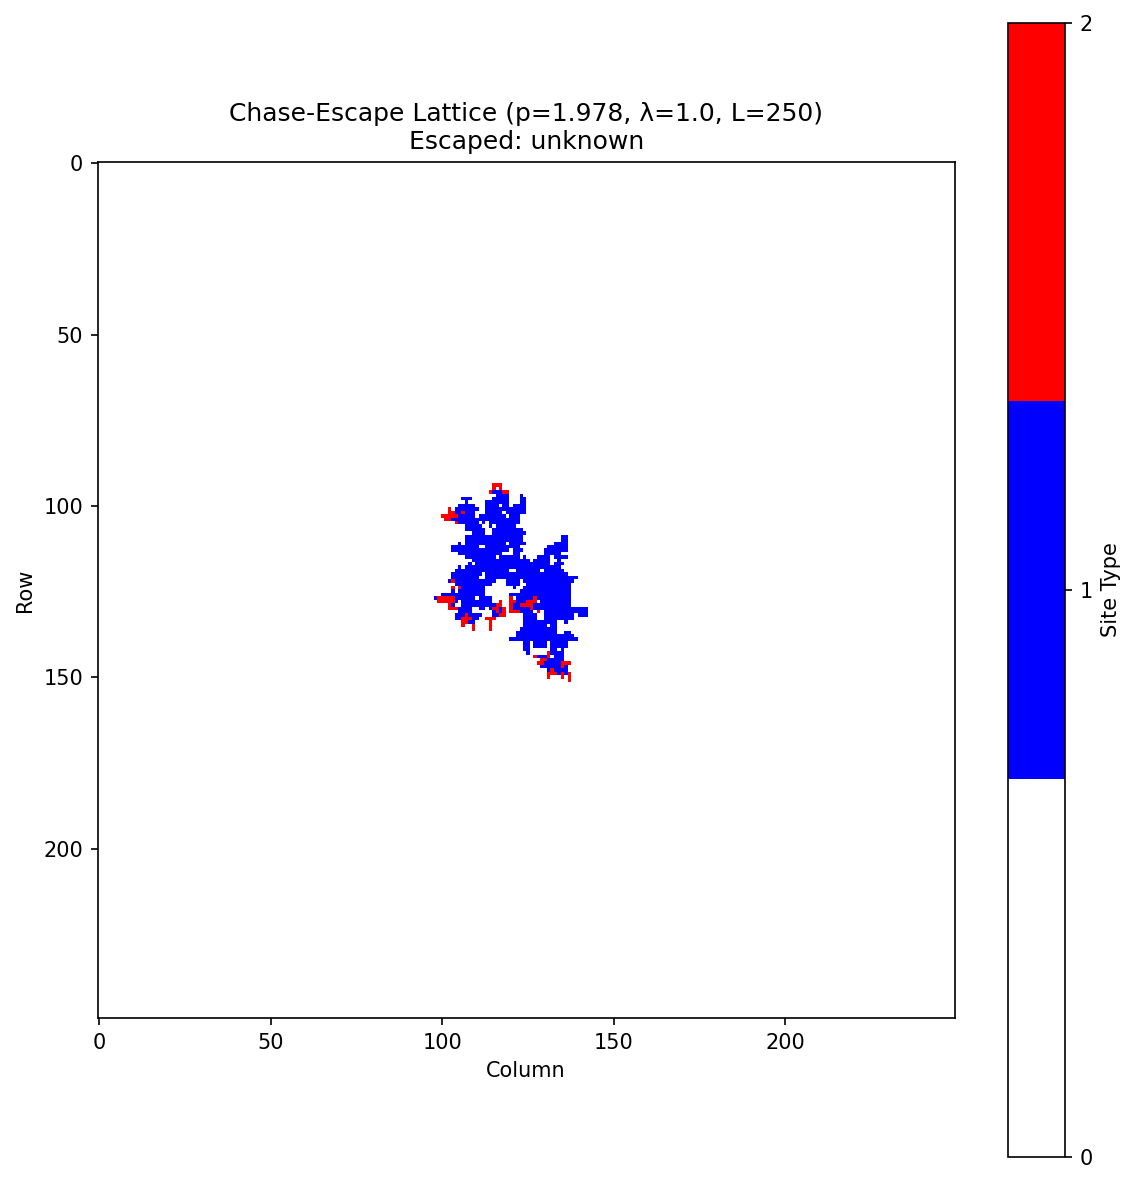 Chase-Escape Lattice (p=1.978, λ=1.0, L=250)
Escaped: unknown
0
50
100
150
200
Row
0
50
100
150
200
Column
2
1
0
Site Type